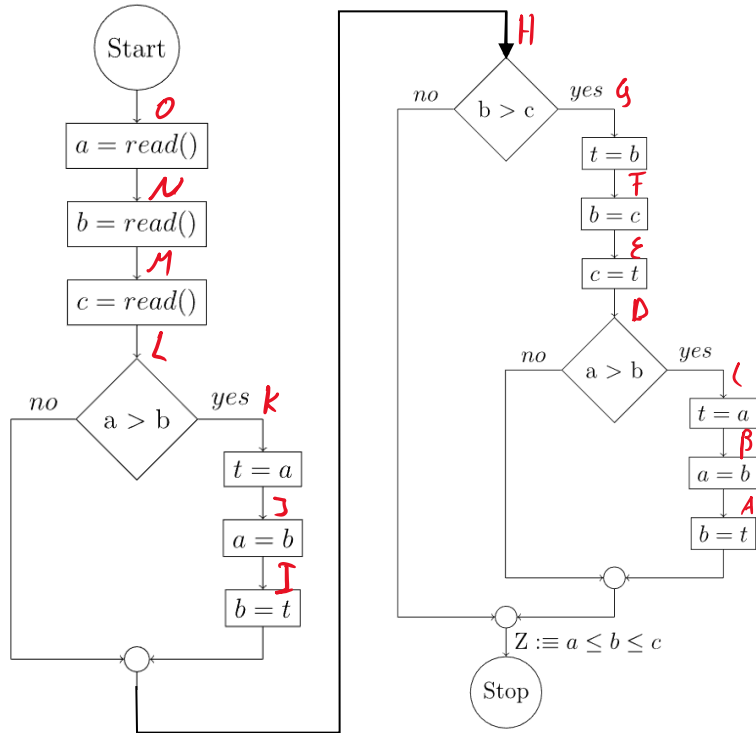 Start
O
a = read()
N
b = read()
M
c = read()
L
no
a > b
yes
K
t = a
J
a = b
I
b = t
H
no
b > c
yes
G
t = b
F
b = c
E
c = t
D
no
a > b
yes
C
t = a
B
a = b
A
b = t
Z :≡ a ≤ b ≤ c
Stop